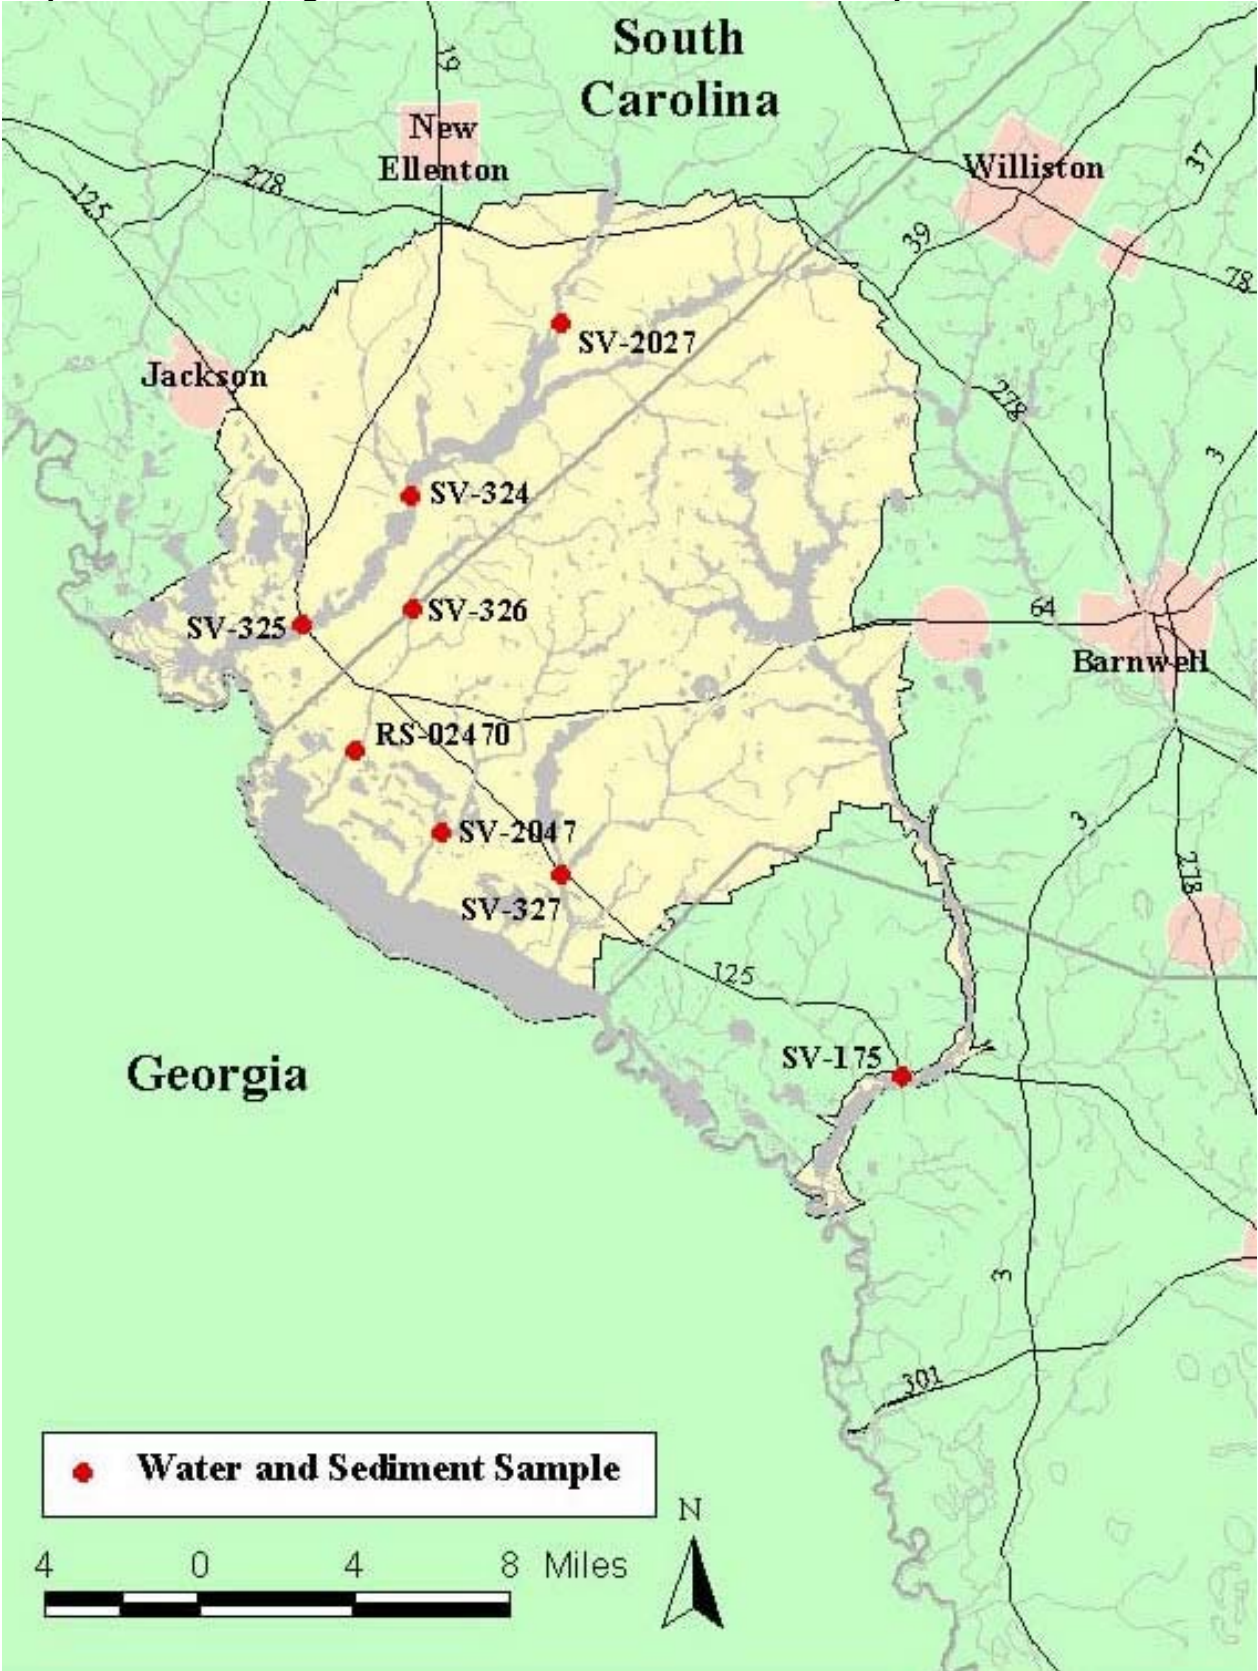 South
Carolina
19
New
Ellenton
Williston
37
278
125
39
78
SV-2027
Jackson
278
3
SV-324
SV-326
64
SV-325
Barnwell
RS-02470
3
SV-2047
278
SV-327
125
SV-175
Georgia
3
301
Water and Sediment Sample
N
4 0 4 8 Miles